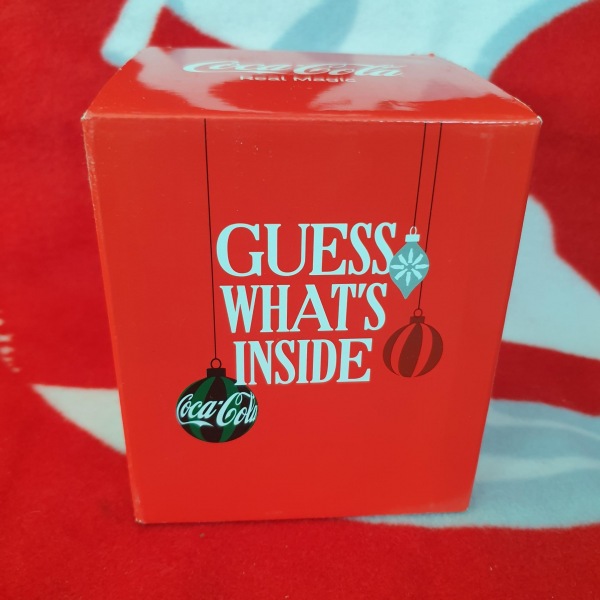 Coca-Cola
Real Magic
GUESS
WHAT'S
INSIDE
Coca-Cola